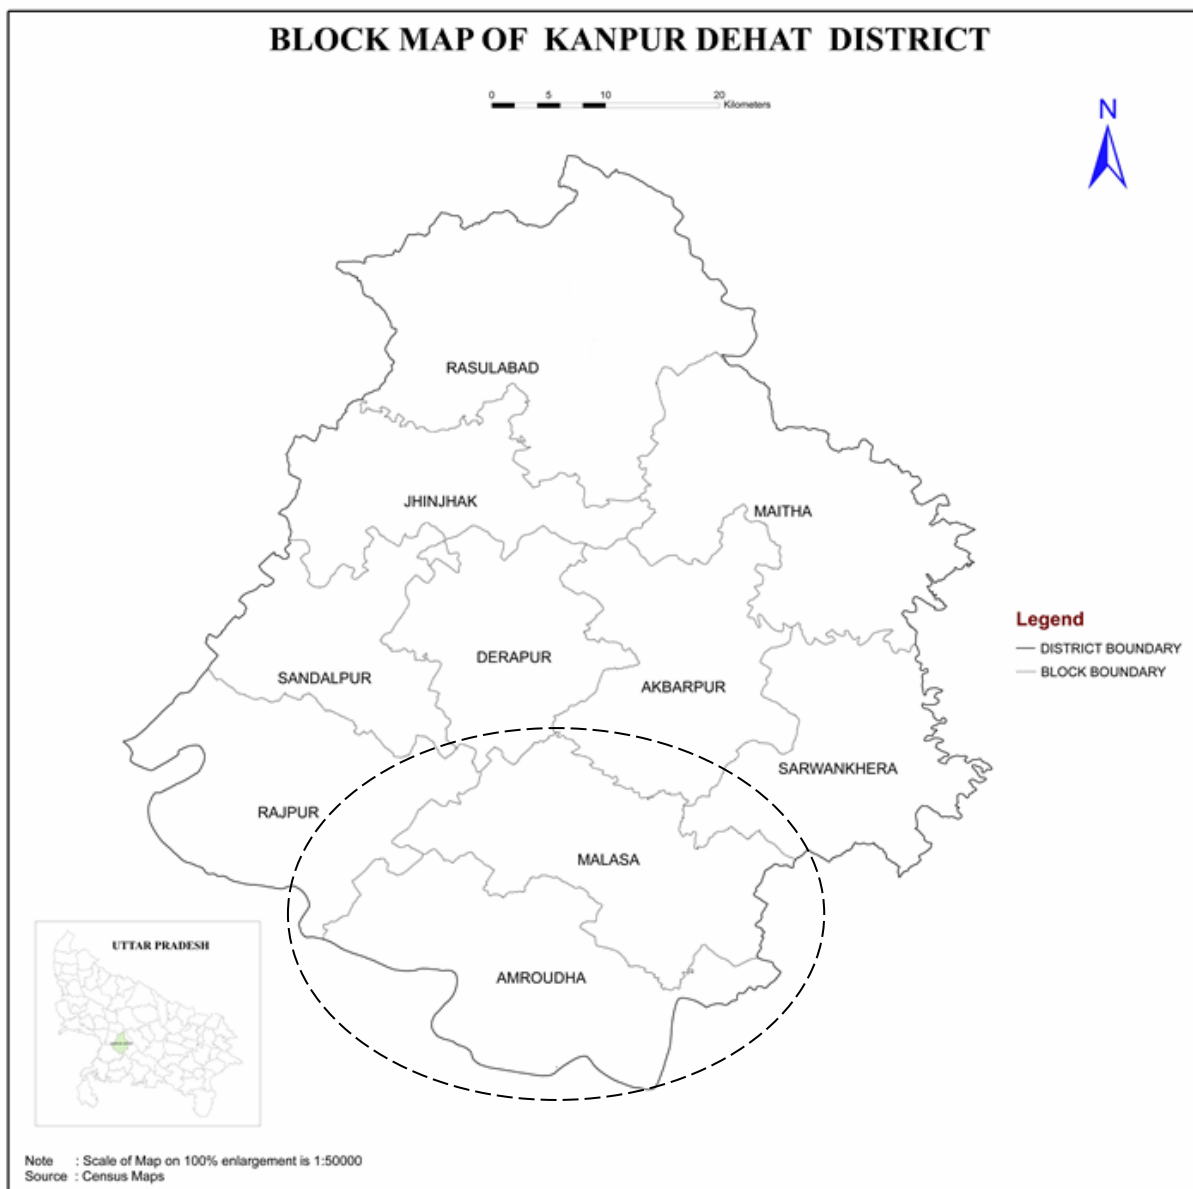 BLOCK MAP OF KANPUR DEHAT DISTRICT
0 5 10 20
Kilometers
N
RASULABAD
JHINJHAK
MAITHA
Legend
DISTRICT BOUNDARY
BLOCK BOUNDARY
DERAPUR
SANDALPUR
AKBARPUR
SARWANKHERA
RAJPUR
MALASA
AMROUDHA
UTTAR PRADESH
Note : Scale of Map on 100% enlargement is 1:50000
Source : Census Maps